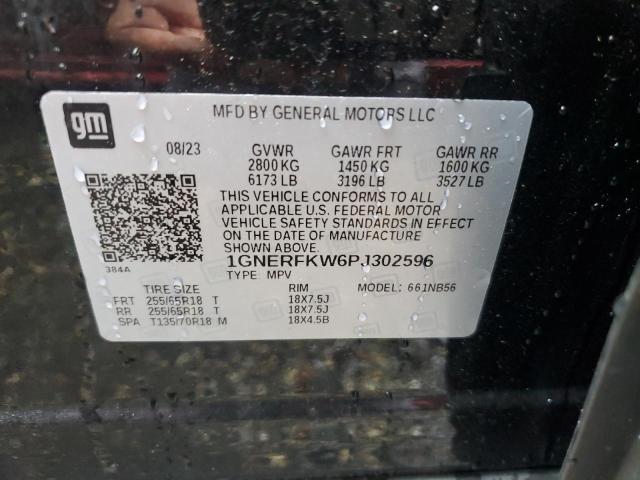 gm
MFD BY GENERAL MOTORS LLC
08/23 GVWR GAWR FRT GAWR RR
2800 KG 1450 KG 1600 KG
6173 LB 3196 LB 3527 LB
THIS VEHICLE CONFORMS TO ALL
APPLICABLE U.S. FEDERAL MOTOR
VEHICLE SAFETY STANDARDS IN EFFECT
ON THE DATE OF MANUFACTURE
SHOWN ABOVE.
384A
1GNERFKW6PJ302596
TYPE: MPV MODEL: 661NB56
TIRE SIZE RIM
FRT 255/65R18 T 18X7.5J
RR 255/65R18 T 18X7.5J
SPA T135/70R18 M 18X4.5B